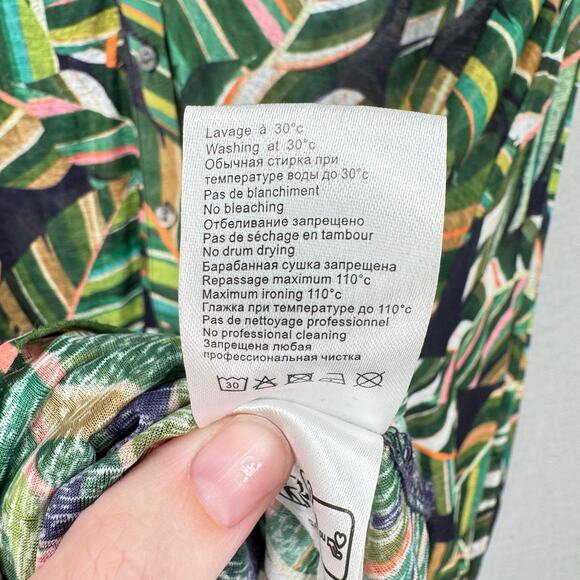 Lavage à 30°c
Washing at 30°c
Обычная стирка при
температуре воды до 30°c
Pas de blanchiment
No bleaching
Отбеливание запрещено
Pas de séchage en tambour
No drum drying
Барабанная сушка запрещена
Repassage maximum 110°c
Maximum ironing 110°c
Глажка при температуре до 110°c
Pas de nettoyage professionnel
No professional cleaning
Запрещена любая
профессиональная чистка
30